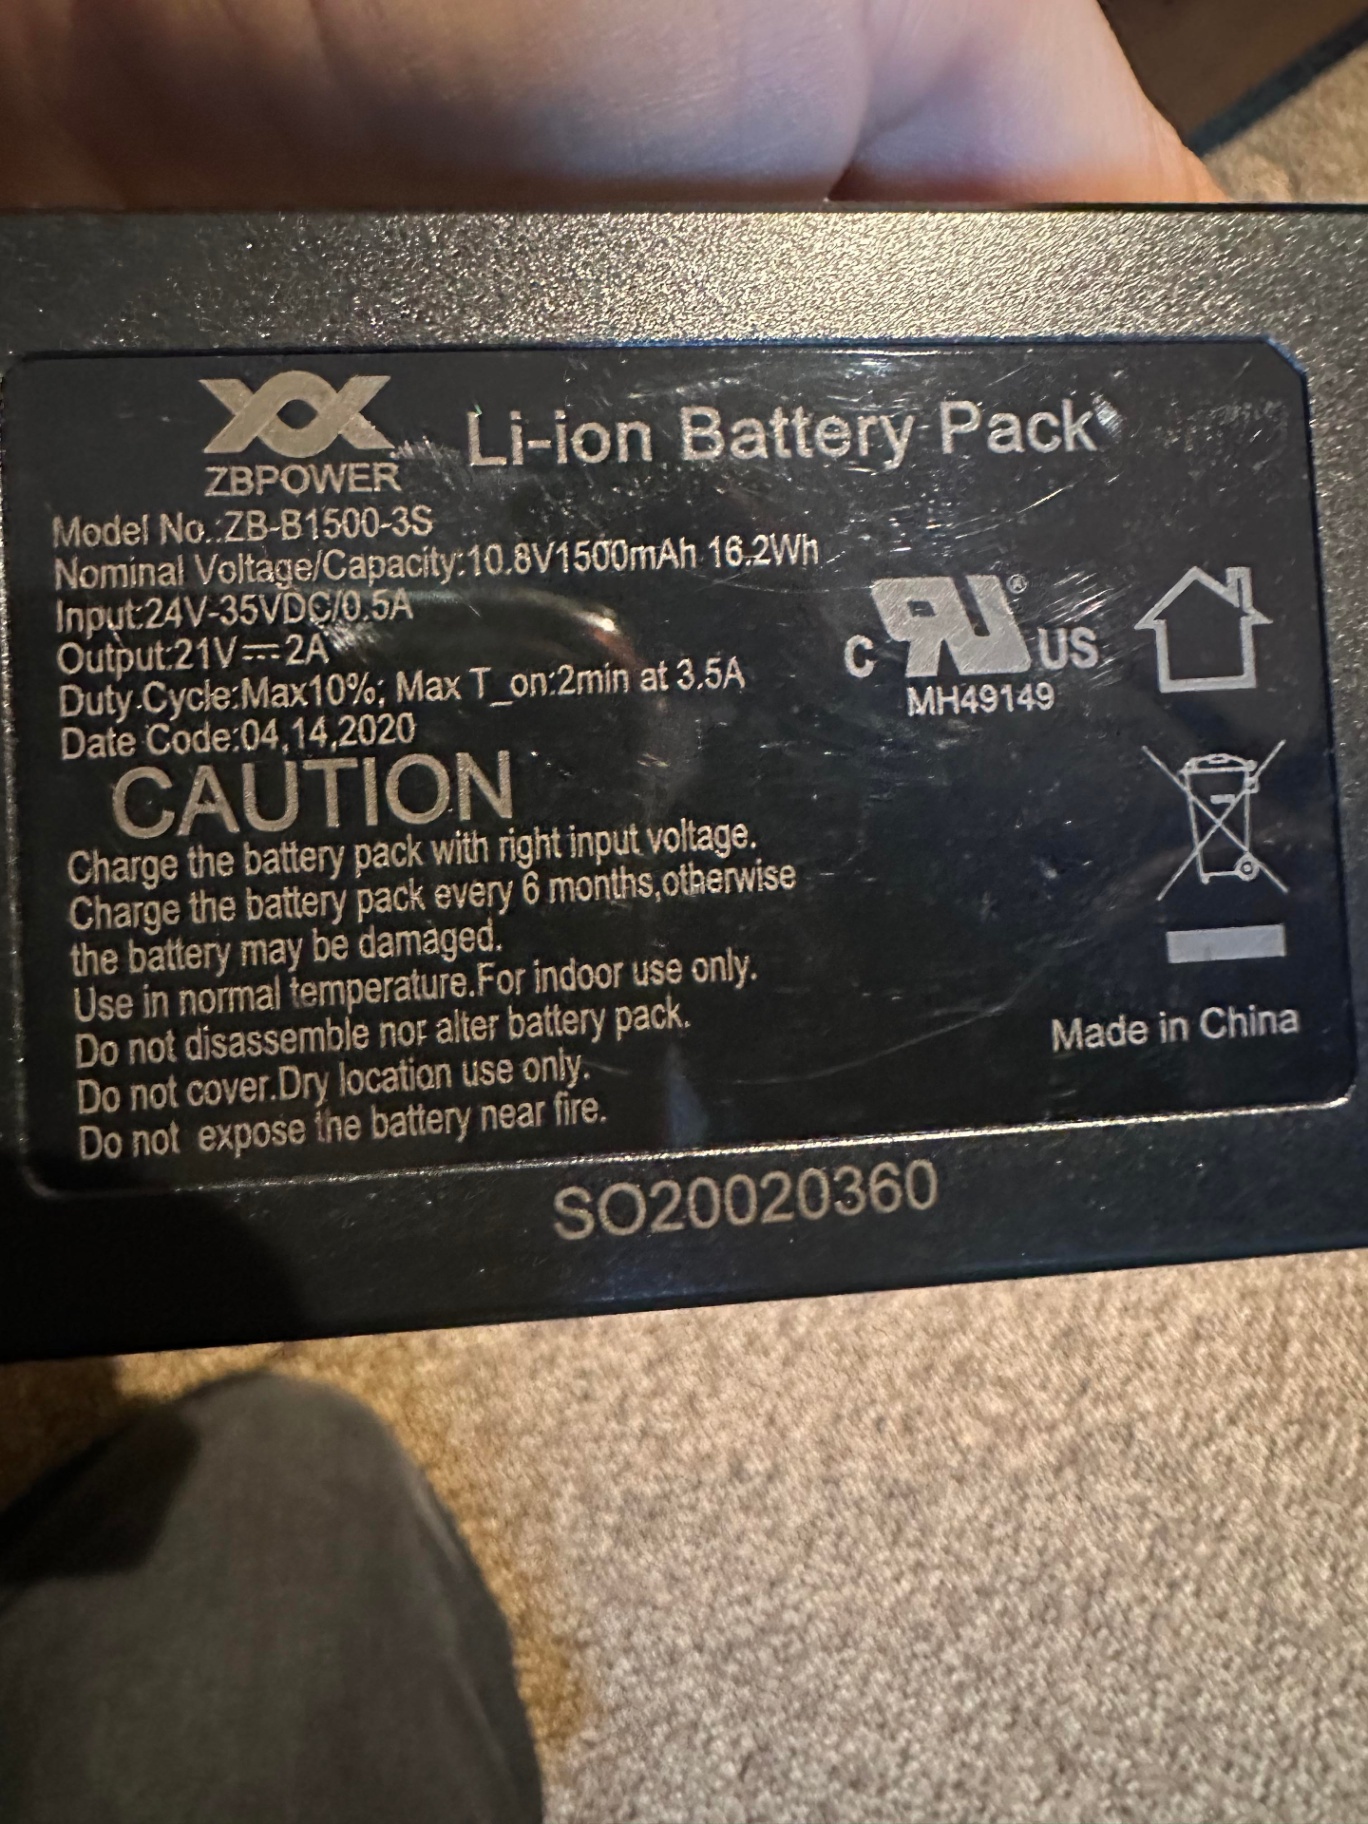 ZBPOWER
Li-ion Battery Pack
Model No.:ZB-B1500-3S
Nominal Voltage/Capacity:10.8V1500mAh 16.2Wh
Input:24V-35VDC/0.5A
Output:21V⎓2A
Duty Cycle:Max10%; Max T_on:2min at 3.5A
Date Code:04,14,2020
C RU® US
MH49149
CAUTION
Charge the battery pack with right input voltage.
Charge the battery pack every 6 months,otherwise
the battery may be damaged.
Use in normal temperature.For indoor use only.
Do not disassemble nor alter battery pack.
Do not cover.Dry location use only.
Do not expose the battery near fire.
Made in China
SO20020360